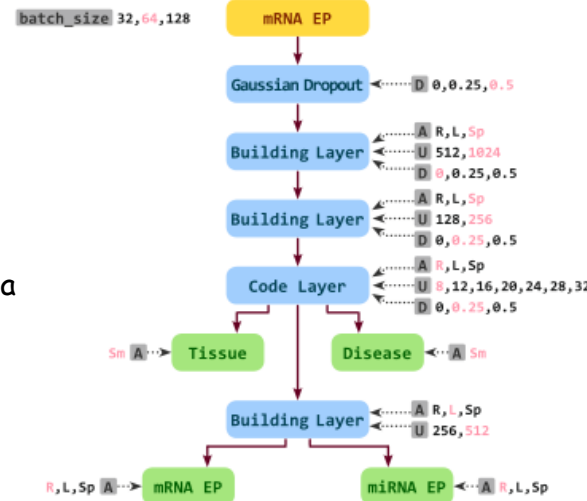 batch_size 32,64,128
mRNA EP
Gaussian Dropout
D 0,0.25,0.5
Building Layer
A R,L,Sp
U 512,1024
D 0,0.25,0.5
Building Layer
A R,L,Sp
U 128,256
D 0,0.25,0.5
a
Code Layer
A R,L,Sp
U 8,12,16,20,24,28,32
D 0,0.25,0.5
Sm A
Tissue
Disease
A Sm
Building Layer
A R,L,Sp
U 256,512
R,L,Sp A
mRNA EP
miRNA EP
A R,L,Sp